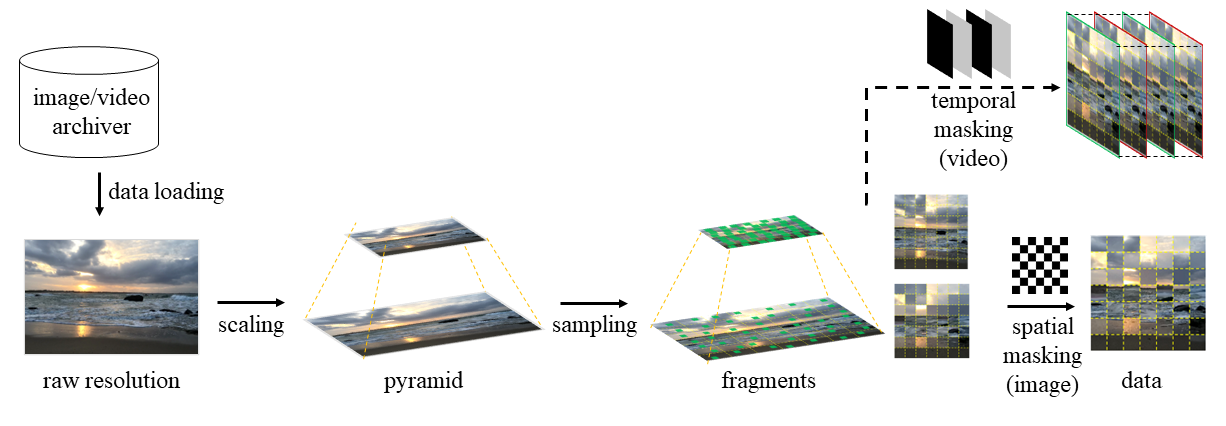 image/video
archiver
data loading
raw resolution
scaling
pyramid
sampling
fragments
temporal
masking
(video)
spatial
masking
(image)
data